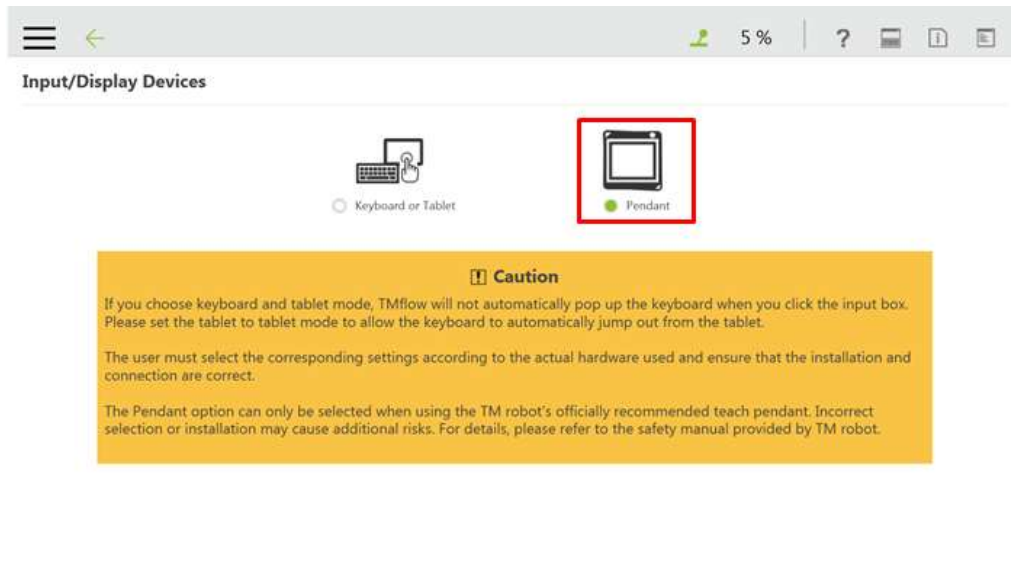 5 %
?
Input/Display Devices
Keyboard or Tablet
Pendant
Caution
If you choose keyboard and tablet mode, TMflow will not automatically pop up the keyboard when you click the input box.
Please set the tablet to tablet mode to allow the keyboard to automatically jump out from the tablet.
The user must select the corresponding settings according to the actual hardware used and ensure that the installation and
connection are correct.
The Pendant option can only be selected when using the TM robot's officially recommended teach pendant. Incorrect
selection or installation may cause additional risks. For details, please refer to the safety manual provided by TM robot.